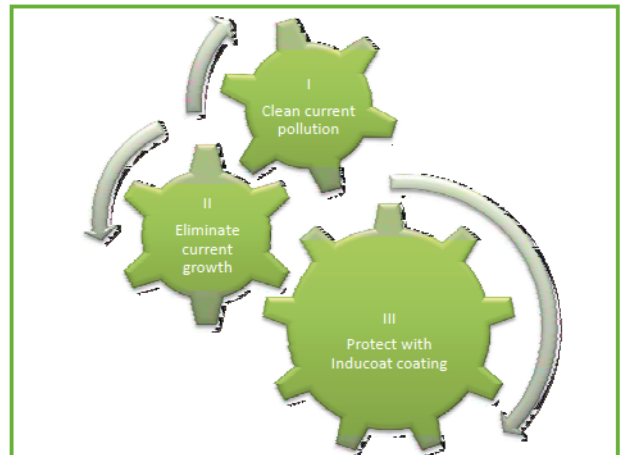 I
Clean current
pollution
II
Eliminate
current
growth
III
Protect with
Inducoat coating